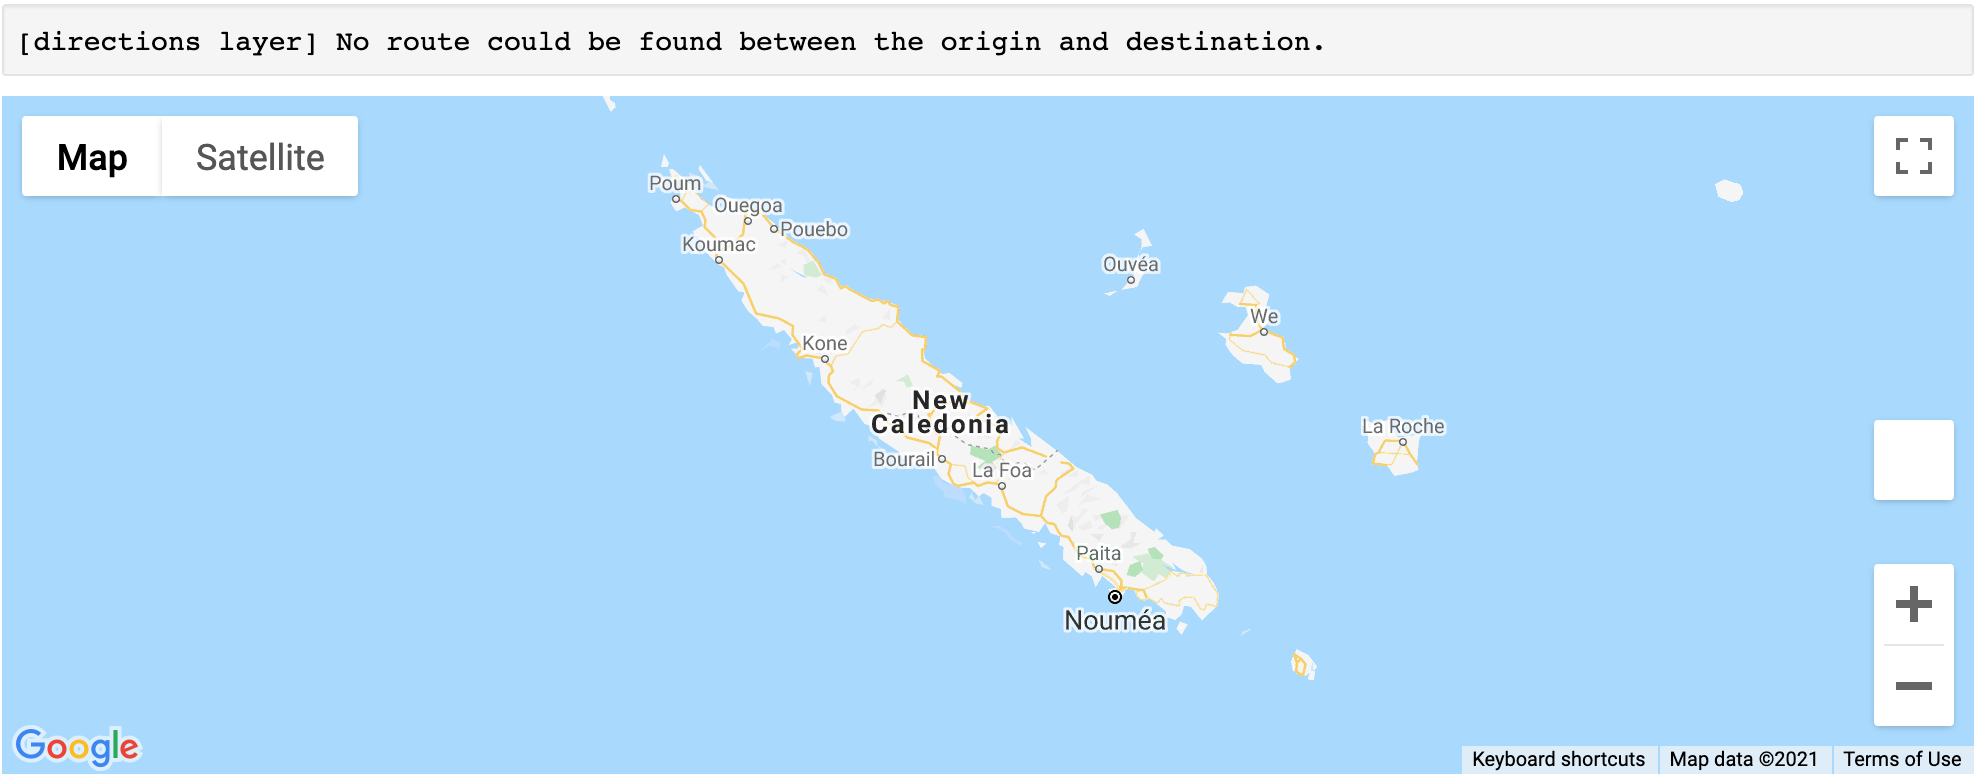 [directions layer] No route could be found between the origin and destination.
Map
Satellite
Poum
Ouegoa
Pouebo
Koumac
Ouvéa
We
Kone
New
Caledonia
La Roche
Bourail
La Foa
Paita
Nouméa
Google
Keyboard shortcuts
Map data ©2021
Terms of Use